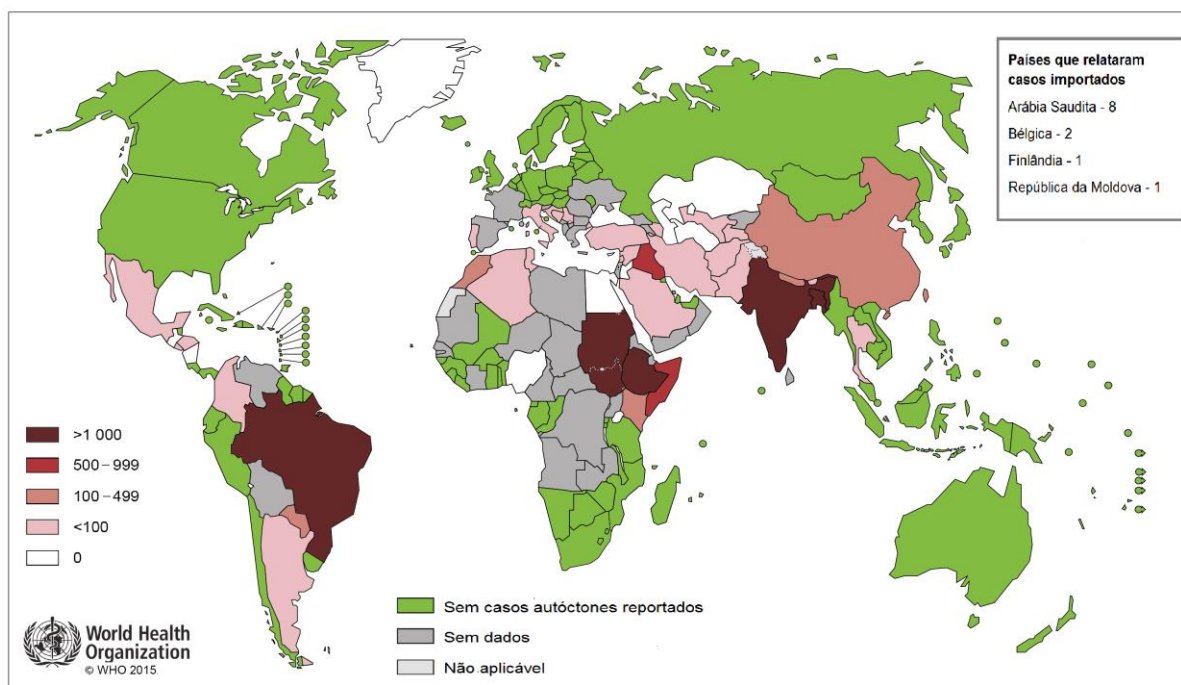 Países que relataram
casos importados
Arábia Saudita - 8
Bélgica - 2
Finlândia - 1
República da Moldova - 1
>1 000
500–999
100–499
<100
0
Sem casos autóctones reportados
Sem dados
Não aplicável
World Health
Organization
© WHO 2015